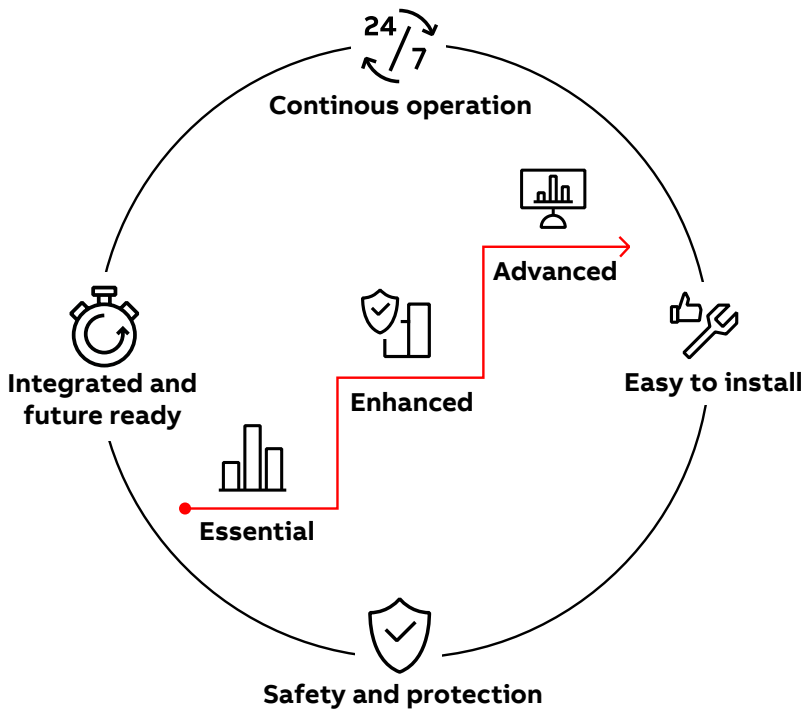 24/7
Continous operation
Advanced
Integrated and
future ready
Enhanced
Easy to install
Essential
Safety and protection